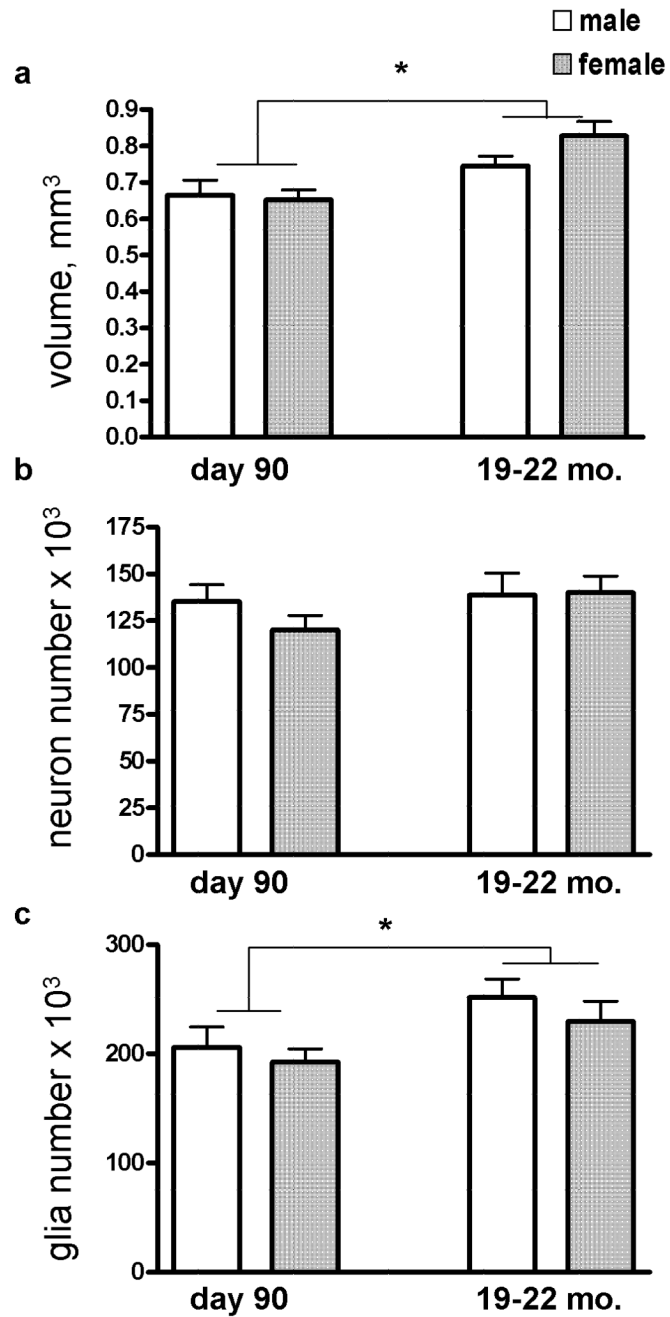 male
female
a
*
volume, mm³
0.9
0.8
0.7
0.6
0.5
0.4
0.3
0.2
0.1
0.0
day 90 19-22 mo.
b
neuron number x 10³
175
150
125
100
75
50
25
0
day 90 19-22 mo.
c
*
glia number x 10³
300
200
100
0
day 90 19-22 mo.